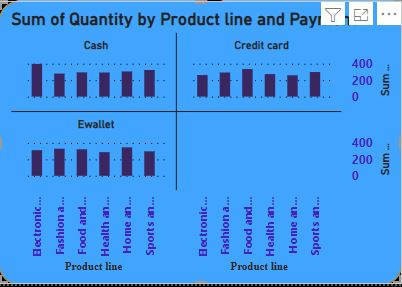 Sum of Quantity by Product line and Paym
Cash
Credit card
400
200
0
Sum ...
Ewallet
400
200
0
Sum ...
Electronic...
Fashion a...
Food and...
Health an...
Home an...
Sports an...
Electronic...
Fashion a...
Food and...
Health an...
Home an...
Sports an...
Product line
Product line